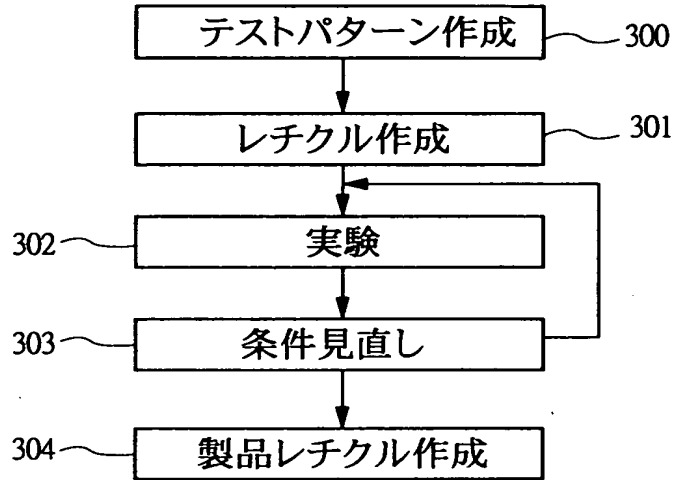 テストパターン作成
300
レチクル作成
301
302
実験
303
条件見直し
304
製品レチクル作成